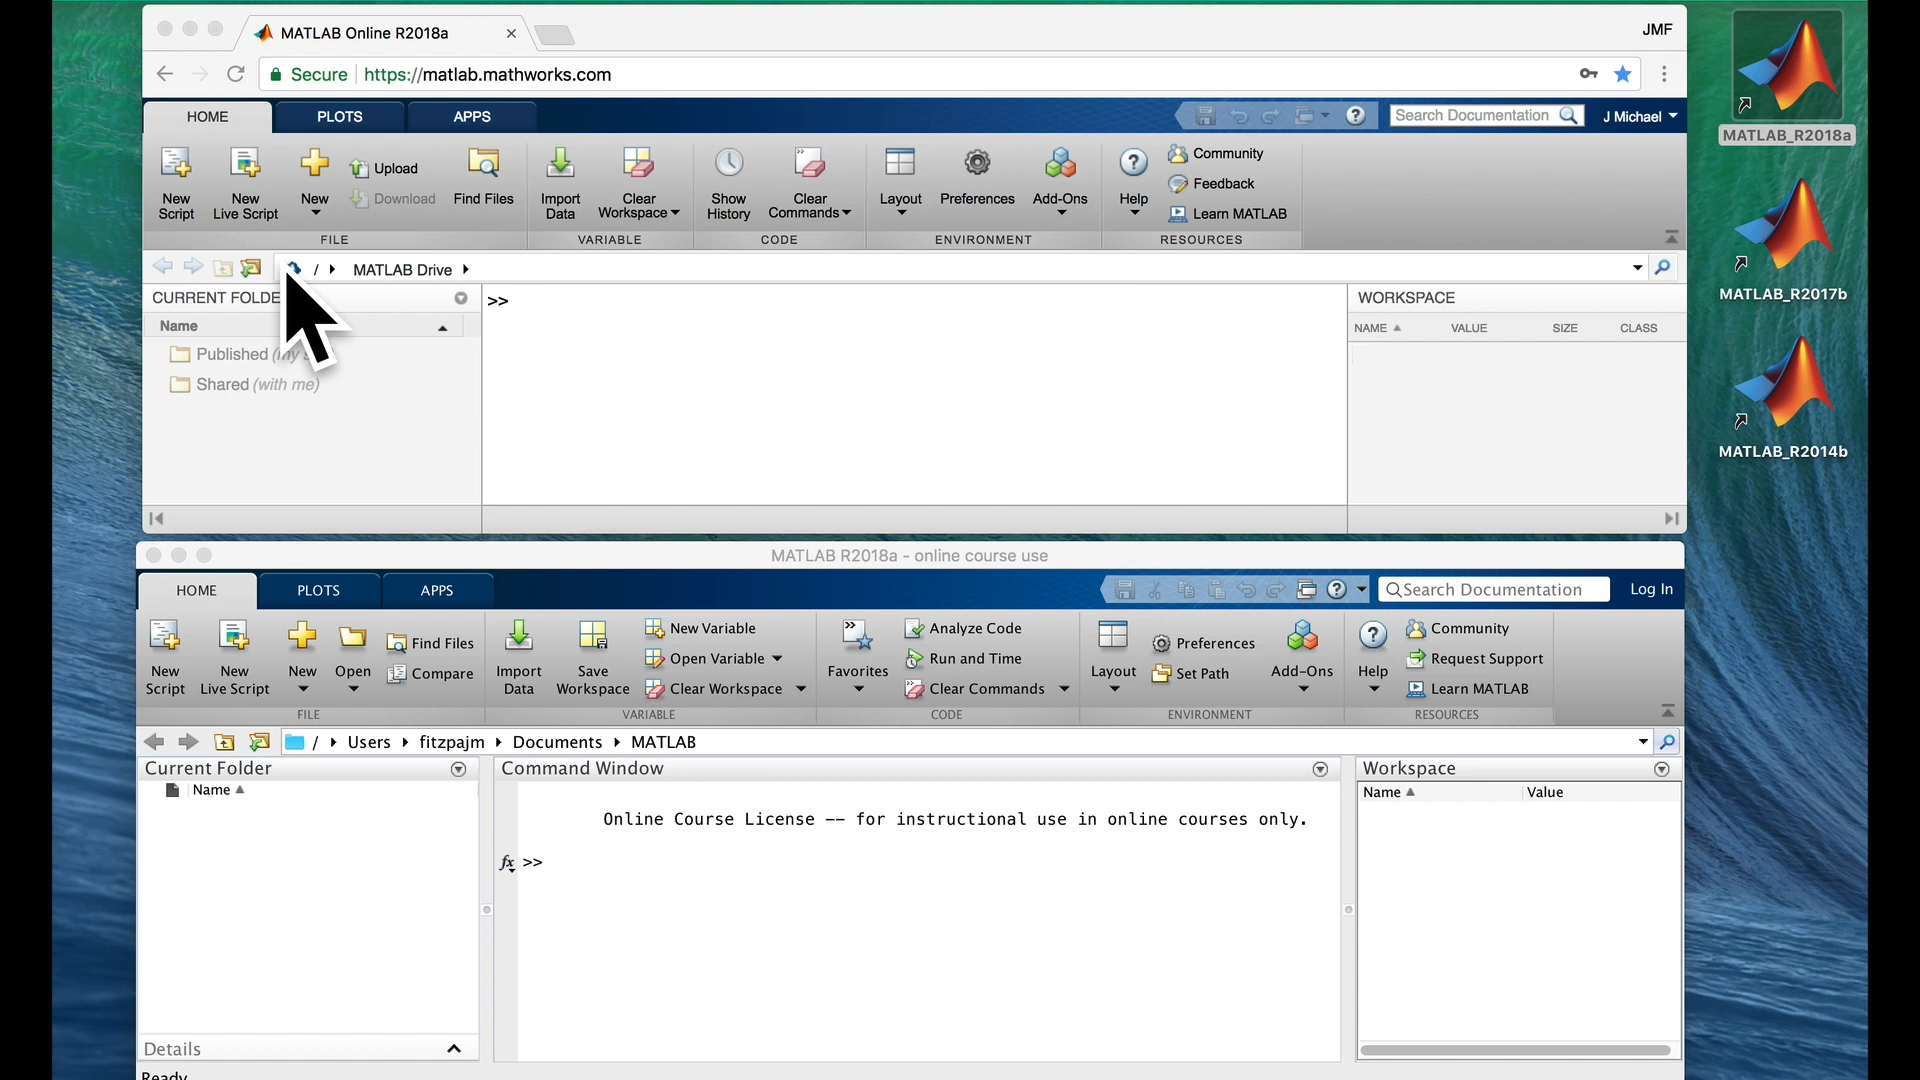 MATLAB Online R2018a
JMF
Secure https://matlab.mathworks.com
HOME PLOTS APPS Search Documentation J Michael
New Script
New Live Script
New
Upload
Download
Find Files
Import Data
Clear Workspace
Show History
Clear Commands
Layout
Preferences
Add-Ons
Help
Community
Feedback
Learn MATLAB
FILE VARIABLE CODE ENVIRONMENT RESOURCES
/ MATLAB Drive
CURRENT FOLDE
Name
Published
Shared (with me)
>>
WORKSPACE
NAME VALUE SIZE CLASS
MATLAB_R2018a
MATLAB_R2017b
MATLAB_R2014b
MATLAB R2018a - online course use
HOME PLOTS APPS Search Documentation Log In
New Script
New Live Script
New
Open
Find Files
Compare
Import Data
Save Workspace
New Variable
Open Variable
Clear Workspace
Favorites
Analyze Code
Run and Time
Clear Commands
Layout
Preferences
Set Path
Add-Ons
Help
Community
Request Support
Learn MATLAB
FILE VARIABLE CODE ENVIRONMENT RESOURCES
/ Users fitzpajm Documents MATLAB
Current Folder
Name
Details
Command Window
Online Course License -- for instructional use in online courses only.
fx >>
Workspace
Name Value
Ready